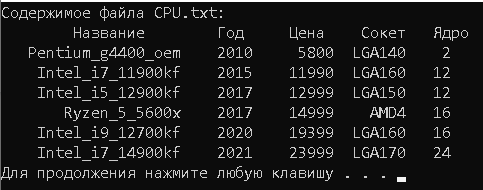 Содержимое файла CPU.txt:
Название Год Цена Сокет Ядро
Pentium_g4400_oem 2010 5800 LGA140 2
Intel_i7_11900kf 2015 11990 LGA160 12
Intel_i5_12900kf 2017 12999 LGA150 12
Ryzen_5_5600x 2017 14999 AMD4 16
Intel_i9_12700kf 2020 19399 LGA160 16
Intel_i7_14900kf 2021 23999 LGA170 24
Для продолжения нажмите любую клавишу . . .